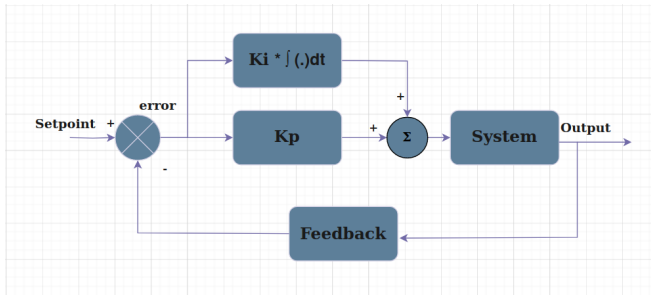 Ki * ∫ (.)dt
error
+
Setpoint
+
Kp
+
Σ
System
Output
-
Feedback